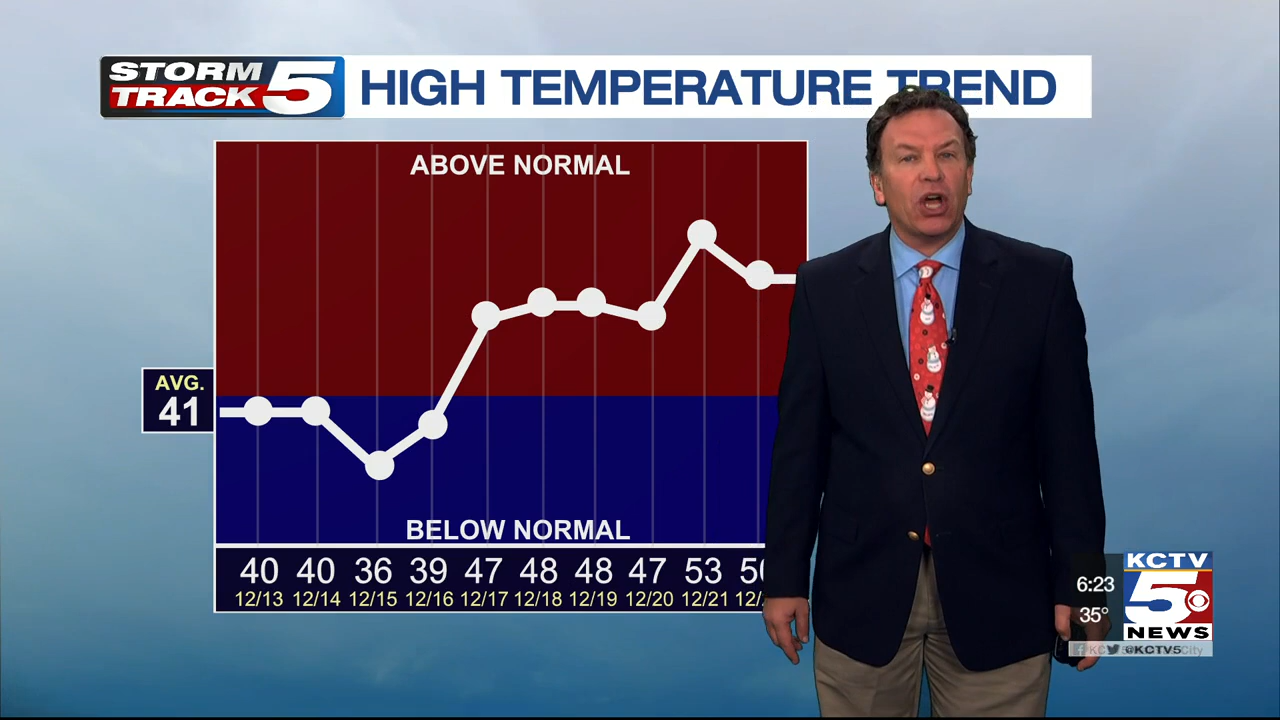 STORM TRACK 5 HIGH TEMPERATURE TREND
ABOVE NORMAL
AVG.
41
BELOW NORMAL
40 40 36 39 47 48 48 47 53
12/13 12/14 12/15 12/16 12/17 12/18 12/19 12/20 12/21
6:23
35°
KCTV
5
NEWS
@KCTV5